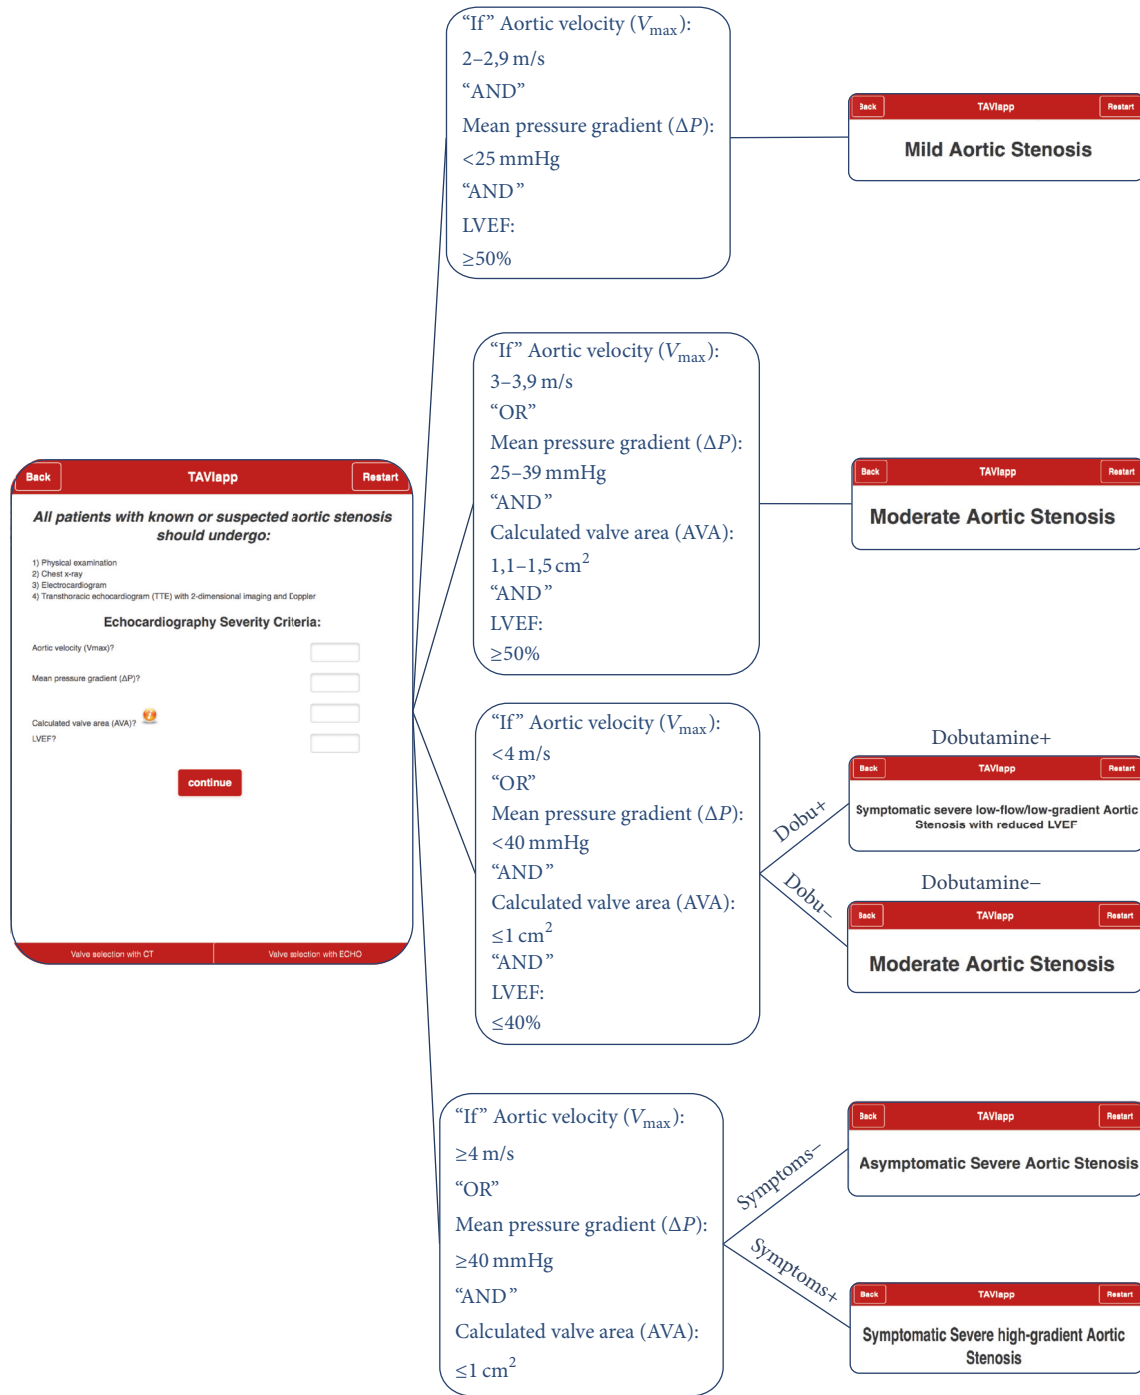 "If" Aortic velocity (Vmax):
2–2,9 m/s
"AND"
Mean pressure gradient (ΔP):
<25 mmHg
"AND"
LVEF:
≥50%
Back TAVIapp Restart
Mild Aortic Stenosis
"If" Aortic velocity (Vmax):
3–3,9 m/s
"OR"
Mean pressure gradient (ΔP):
25–39 mmHg
"AND"
Calculated valve area (AVA):
1,1–1,5 cm²
"AND"
LVEF:
≥50%
Back TAVIapp Restart
Moderate Aortic Stenosis
Back TAVIapp Restart
All patients with known or suspected aortic stenosis
should undergo:
1) Physical examination
2) Chest x-ray
3) Electrocardiogram
4) Transthoracic echocardiogram (TTE) with 2-dimensional imaging and Doppler
Echocardiography Severity Criteria:
Aortic velocity (Vmax)?
Mean pressure gradient (ΔP)?
Calculated valve area (AVA)? i
LVEF?
continue
Valve selection with CT Valve selection with ECHO
"If" Aortic velocity (Vmax):
<4 m/s
"OR"
Mean pressure gradient (ΔP):
<40 mmHg
"AND"
Calculated valve area (AVA):
≤1 cm²
"AND"
LVEF:
≤40%
Dobu+
Dobutamine+
Back TAVIapp Restart
Symptomatic severe low-flow/low-gradient Aortic
Stenosis with reduced LVEF
Dobu−
Dobutamine−
Back TAVIapp Restart
Moderate Aortic Stenosis
"If" Aortic velocity (Vmax):
≥4 m/s
"OR"
Mean pressure gradient (ΔP):
≥40 mmHg
"AND"
Calculated valve area (AVA):
≤1 cm²
Symptoms−
Back TAVIapp Restart
Asymptomatic Severe Aortic Stenosis
Symptoms+
Back TAVIapp Restart
Symptomatic Severe high-gradient Aortic
Stenosis